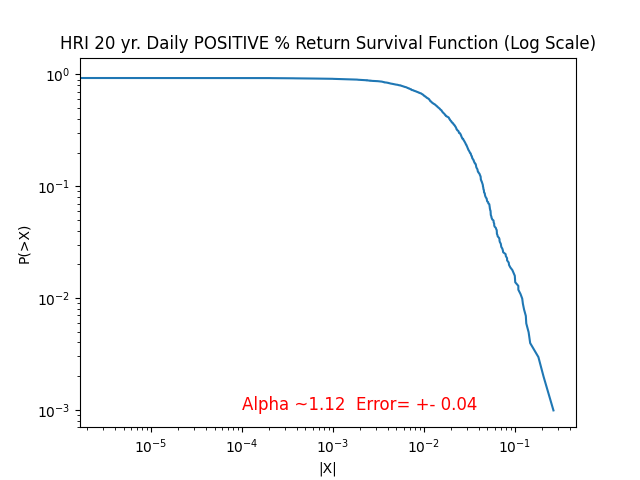 HRI 20 yr. Daily POSITIVE % Return Survival Function (Log Scale)
10^0
10^-1
10^-2
10^-3
P(>X)
Alpha ~1.12  Error= +- 0.04
10^-5 10^-4 10^-3 10^-2 10^-1
|X|